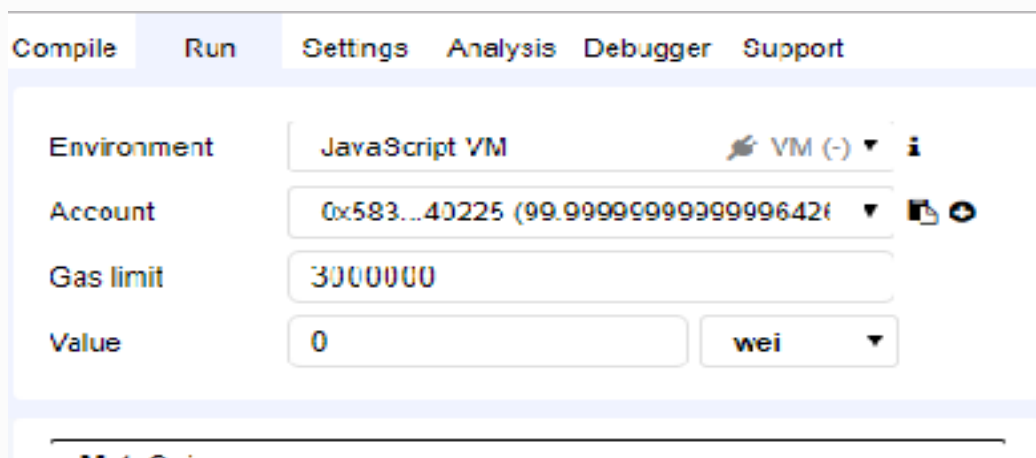 Compile Run Settings Analysis Debugger Support
Environment JavaScript VM VM (-)
Account 0x583...40225 (99.99999999999996426
Gas limit 3000000
Value 0 wei